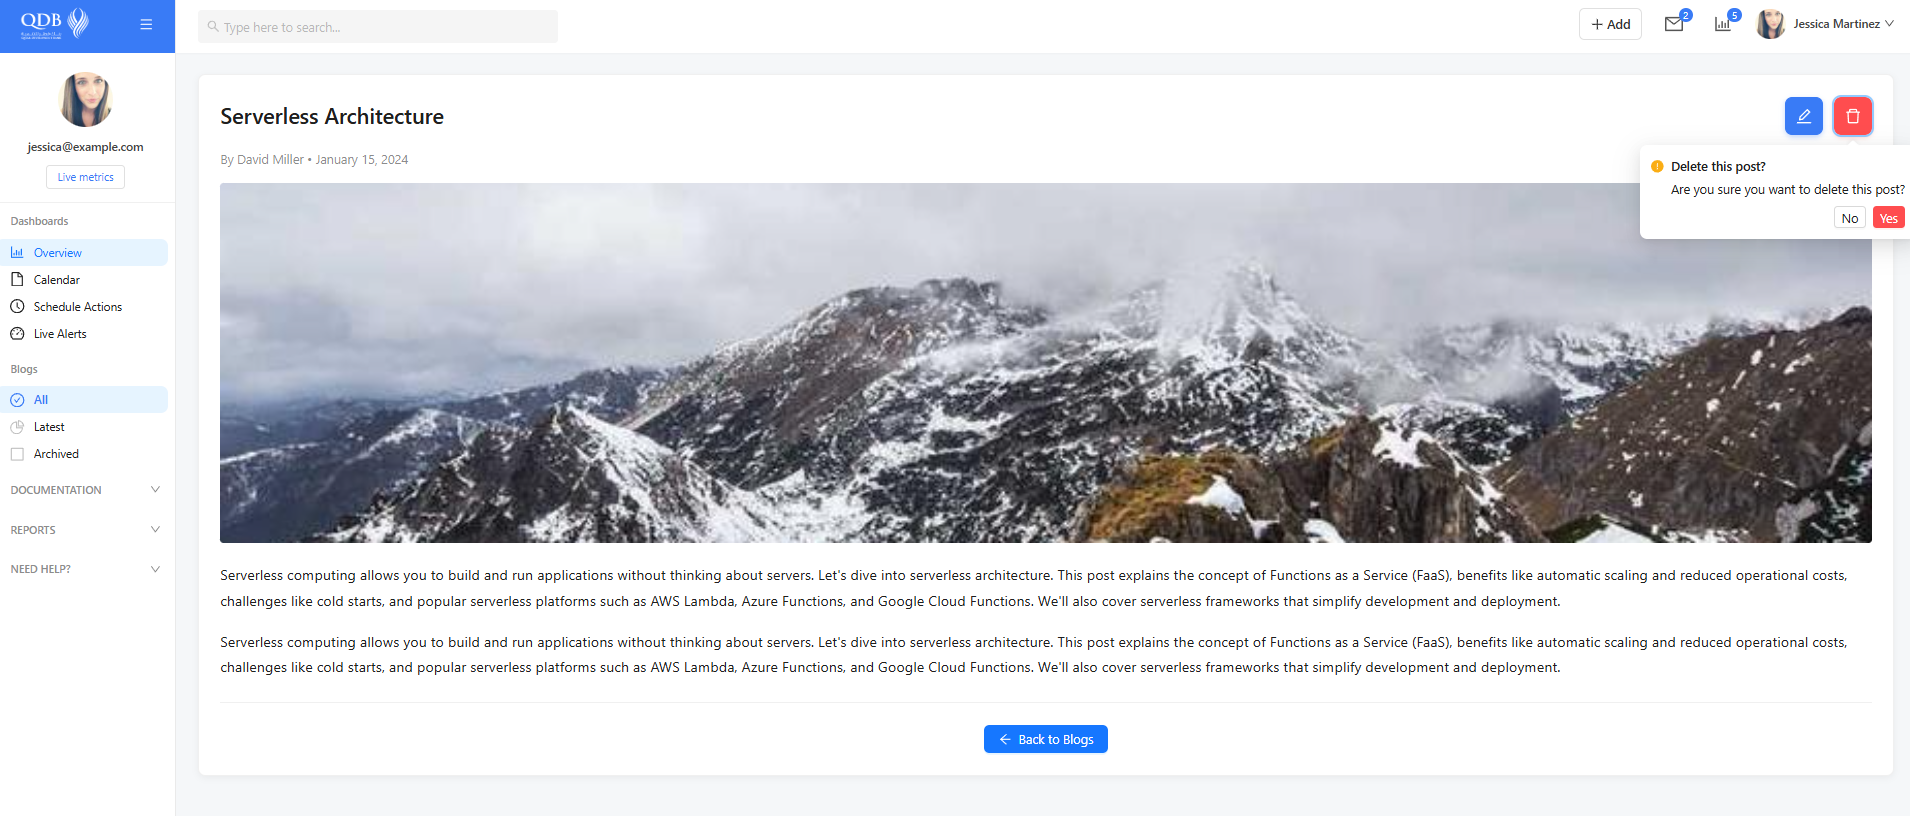 QDB
Type here to search...
Add
2
5
Jessica Martinez
jessica@example.com
Live metrics
Dashboards
Overview
Calendar
Schedule Actions
Live Alerts
Blogs
All
Latest
Archived
DOCUMENTATION
REPORTS
NEED HELP?
Serverless Architecture
By David Miller • January 15, 2024
Delete this post?
Are you sure you want to delete this post?
No Yes
Serverless computing allows you to build and run applications without thinking about servers. Let's dive into serverless architecture. This post explains the concept of Functions as a Service (FaaS), benefits like automatic scaling and reduced operational costs,
challenges like cold starts, and popular serverless platforms such as AWS Lambda, Azure Functions, and Google Cloud Functions. We'll also cover serverless frameworks that simplify development and deployment.
Serverless computing allows you to build and run applications without thinking about servers. Let's dive into serverless architecture. This post explains the concept of Functions as a Service (FaaS), benefits like automatic scaling and reduced operational costs,
challenges like cold starts, and popular serverless platforms such as AWS Lambda, Azure Functions, and Google Cloud Functions. We'll also cover serverless frameworks that simplify development and deployment.
Back to Blogs